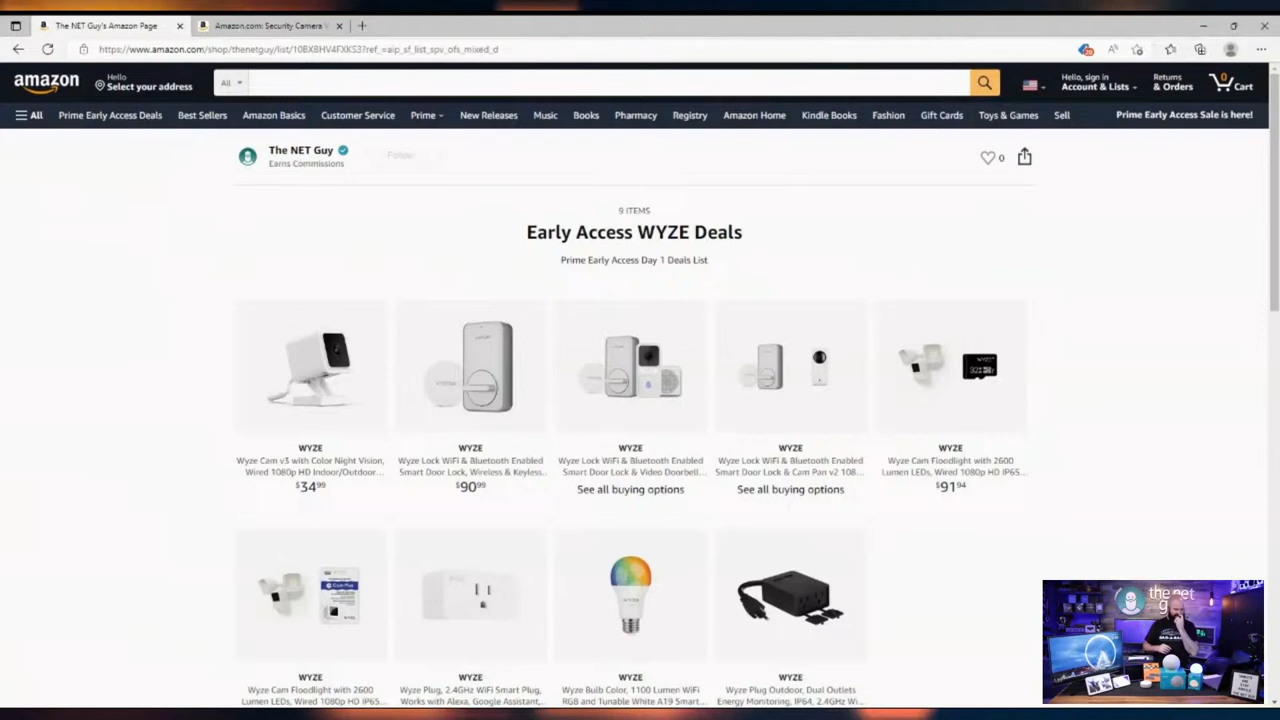 The NET Guy's Amazon Page
Amazon.com: Security Camera
https://www.amazon.com/shop/thenetguy/list/10BX8HV4FXKS3?ref_=aip_sf_list_spv_ofs_mixed_d
amazon
Hello
Select your address
All
Hello, sign in
Account & Lists
Returns
& Orders
0
Cart
All
Prime Early Access Deals
Best Sellers
Amazon Basics
Customer Service
Prime
New Releases
Music
Books
Pharmacy
Registry
Amazon Home
Kindle Books
Fashion
Gift Cards
Toys & Games
Sell
Prime Early Access Sale is here!
The NET Guy
Earns Commissions
Follow
0
9 ITEMS
Early Access WYZE Deals
Prime Early Access Day 1 Deals List
WYZE
Wyze Cam v3 with Color Night Vision,
Wired 1080p HD Indoor/Outdoor...
$34.99
WYZE
Wyze Lock WiFi & Bluetooth Enabled
Smart Door Lock, Wireless & Keyless...
$90.99
WYZE
Wyze Lock WiFi & Bluetooth Enabled
Smart Door Lock & Video Doorbell...
See all buying options
WYZE
Wyze Lock WiFi & Bluetooth Enabled
Smart Door Lock & Cam Pan v2 108...
See all buying options
WYZE
Wyze Cam Floodlight with 2600
Lumen LEDs, Wired 1080p HD IP65...
$91.94
WYZE
Wyze Cam Floodlight with 2600
Lumen LEDs, Wired 1080p HD IP65...
WYZE
Wyze Plug, 2.4GHz WiFi Smart Plug,
Works with Alexa, Google Assistant...
WYZE
Wyze Bulb Color, 1100 Lumen WiFi
RGB and Tunable White A19 Smart...
WYZE
Wyze Plug Outdoor, Dual Outlets
Energy Monitoring, IP64, 2.4GHz Wi...
the net
g